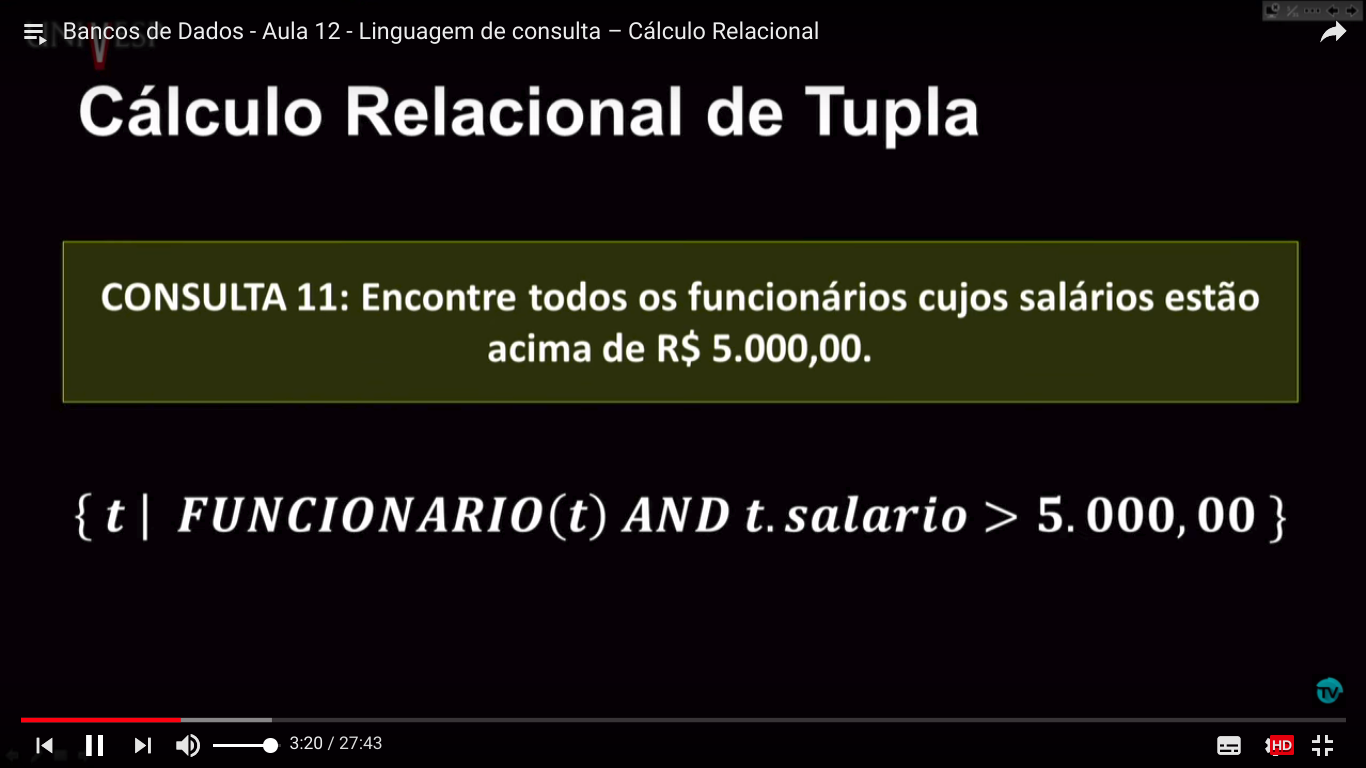 Bancos de Dados - Aula 12 - Linguagem de consulta – Cálculo Relacional
Cálculo Relacional de Tupla
CONSULTA 11: Encontre todos os funcionários cujos salários estão
acima de R$ 5.000,00.
{ t | FUNCIONARIO(t) AND t.salario > 5.000,00 }
TV
3:20 / 27:43
HD